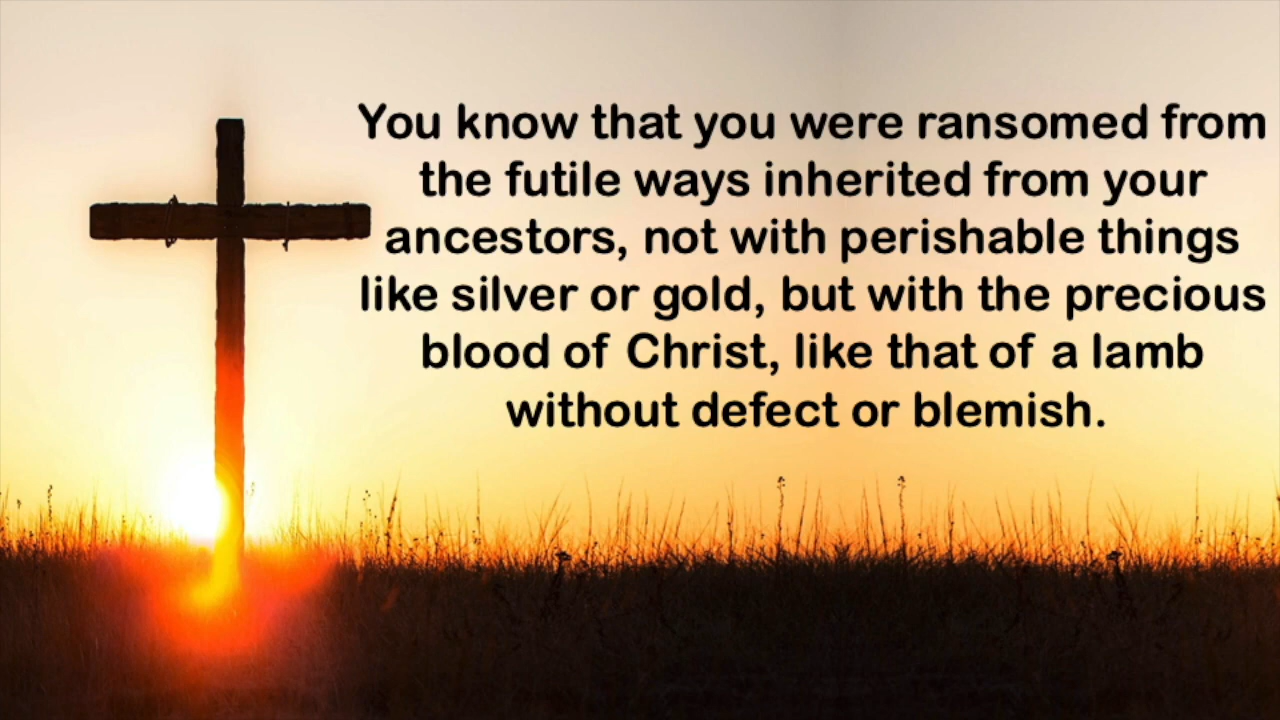 You know that you were ransomed from
the futile ways inherited from your
ancestors, not with perishable things
like silver or gold, but with the precious
blood of Christ, like that of a lamb
without defect or blemish.